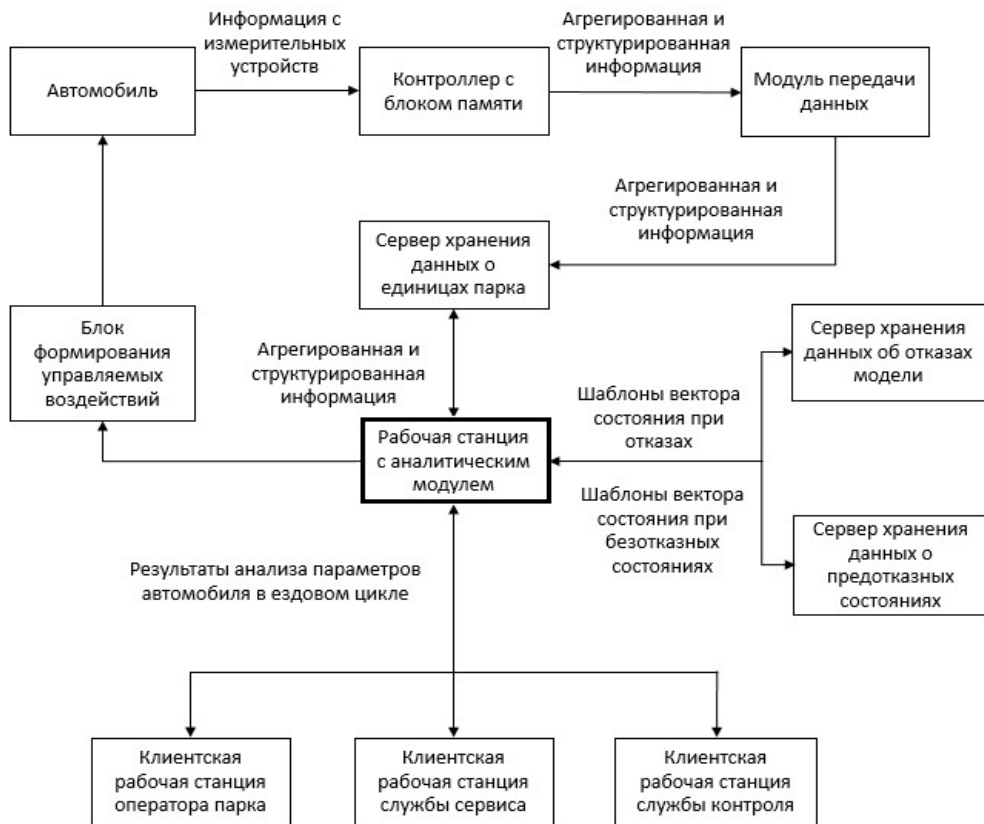 Информация с
измерительных
устройств
Агрегированная и
структурированная
информация
Автомобиль
Контроллер с
блоком памяти
Модуль передачи
данных
Агрегированная и
структурированная
информация
Сервер хранения
данных о
единицах парка
Блок
формирования
управляемых
воздействий
Агрегированная и
структурированная
информация
Сервер хранения
данных об отказах
модели
Шаблоны вектора
состояния при
отказах
Рабочая станция
с аналитическим
модулем
Шаблоны вектора
состояния при
безотказных
состояниях
Сервер хранения
данных о
предотказных
состояниях
Результаты анализа параметров
автомобиля в ездовом цикле
Клиентская
рабочая станция
оператора парка
Клиентская
рабочая станция
службы сервиса
Клиентская
рабочая станция
службы контроля